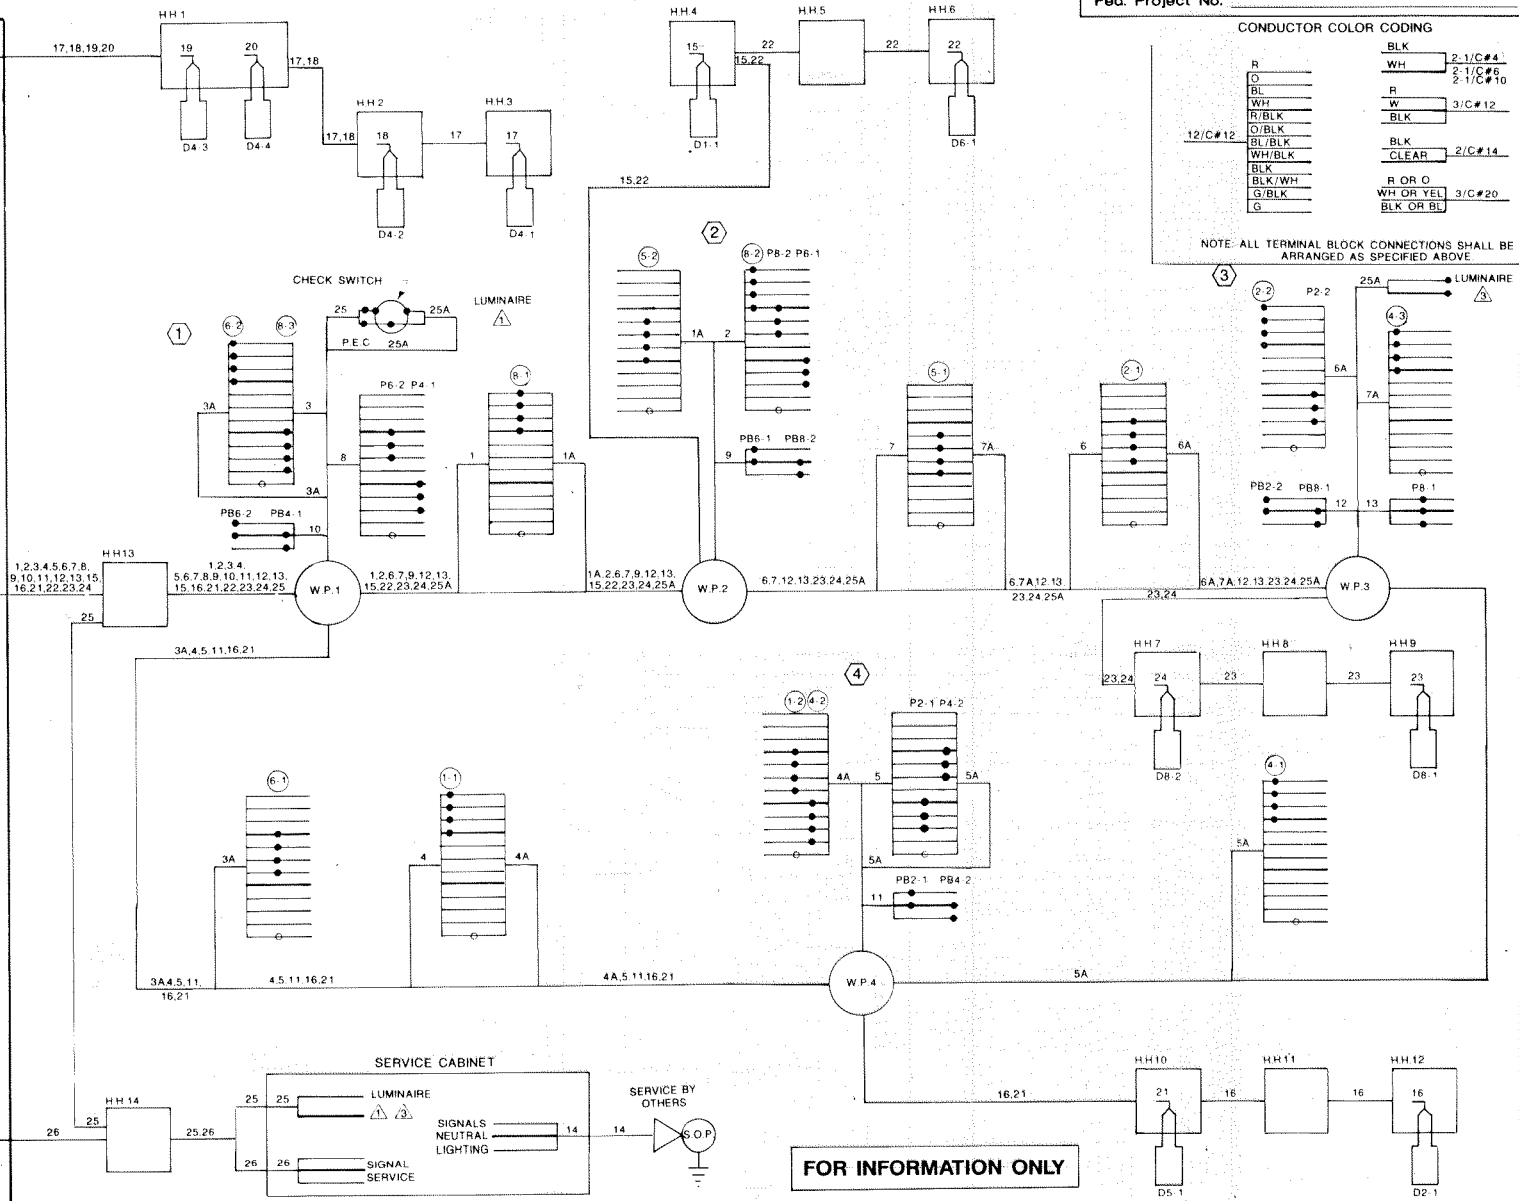 Fed. Project No.
CONDUCTOR COLOR CODING
R
O
BL
WH
R/BLK
O/BLK
BL/BLK
WH/BLK
BLK
BLK/WH
G/BLK
G
12/C#12
BLK
WH
2-1/C#4
2-1/C#6
2-1/C#10
R
W
BLK
3/C#12
BLK
CLEAR
2/C#14
R OR O
WH OR YEL
BLK OR BL
3/C#20
NOTE: ALL TERMINAL BLOCK CONNECTIONS SHALL BE
ARRANGED AS SPECIFIED ABOVE
17,18,19,20
HH1
19
20
17,18
D4-3
D4-4
17,18
HH2
18
D4-2
17
H.H.3
17
D4-1
H.H.4
15
22
15,22
D1-1
H.H.5
22
H.H.6
22
D6-1
15,22
1
CHECK SWITCH
25
25A
P.E.C
25A
LUMINAIRE
1
6-2
8-3
3A
3
3A
P6-2 P4-1
8
PB6-2 PB4-1
10
8-1
1
1A
2
5-2
8-2 P8-2 P6-1
1A
2
PB6-1 PB8-2
9
5-1
7
7A
2-1
6
6A
3
2-2
P2-2
25A
LUMINAIRE
3
4-3
6A
7A
PB2-2 PB8-1
12
13
P8-1
1,2,3,4,5,6,7,8,
9,10,11,12,13,15,
16,21,22,23,24
HH13
1,2,3,4,
5,6,7,8,9,10,11,12,13,
15,16,21,22,23,24,25
W.P.1
1,2,6,7,9,12,13,
15,22,23,24,25A
1A,2,6,7,9,12,13,
15,22,23,24,25A
W.P.2
6,7,12,13,23,24,25A
6,7A,12,13
23,24,25A
6A,7A,12,13,23,24,25A
W.P.3
23,24
25
3A,4,5,11,16,21
HH7
23,24
24
D8-2
23
HH8
23
HH9
23
D8-1
4
1-2 4-2
P2-1 P4-2
4A
5
5A
5A
PB2-1 PB4-2
11
6-1
3A
1-1
4
4A
4-1
5A
3A,4,5,11,
16,21
4,5,11,16,21
4A,5,11,16,21
W.P.4
5A
SERVICE CABINET
HH14
25
26
25,26
25
25
LUMINAIRE
1 3
26
26
SIGNAL
SERVICE
SIGNALS
NEUTRAL
LIGHTING
14
14
SERVICE BY
OTHERS
S.O.P.
FOR INFORMATION ONLY
16,21
H.H.10
21
D5-1
16
H.H.11
16
H.H.12
16
D2-1